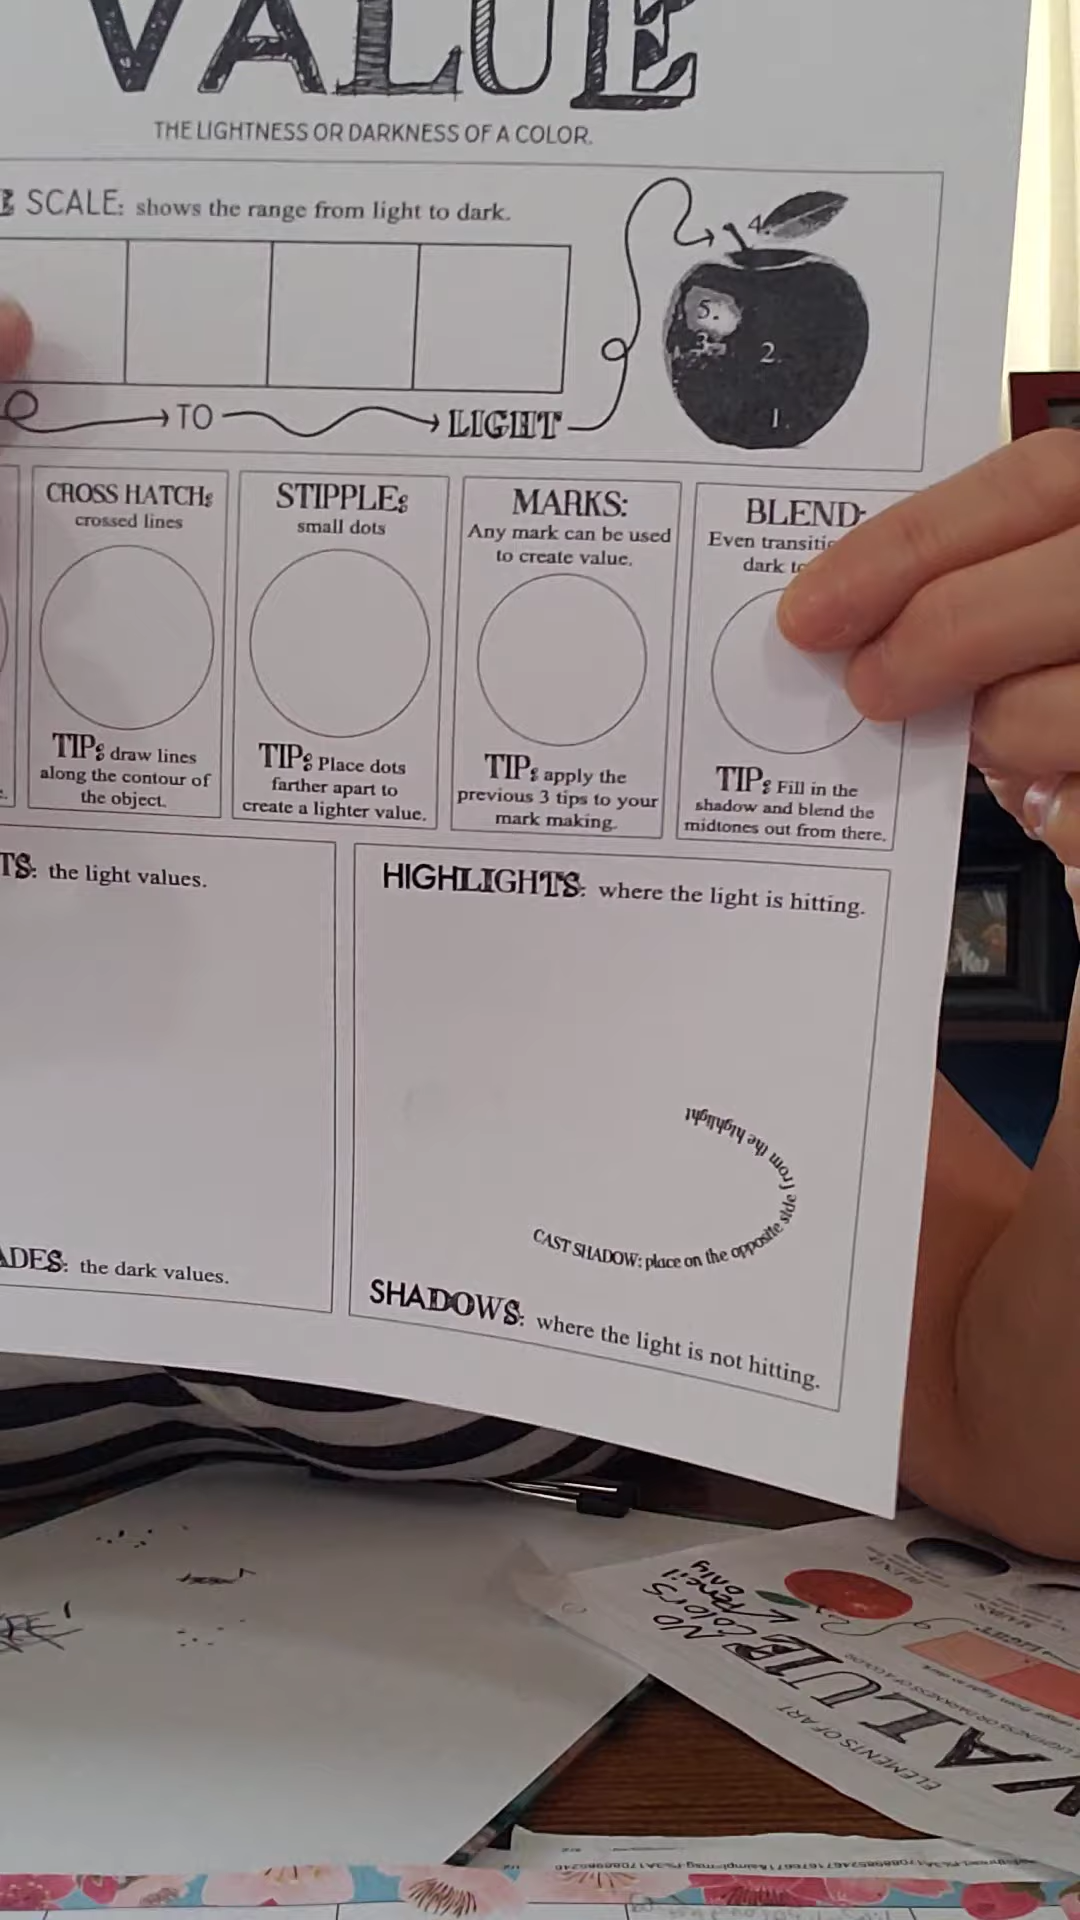 VALUE
THE LIGHTNESS OR DARKNESS OF A COLOR.
SCALE: shows the range from light to dark.
4.
5.
3.
2.
1.
TO
LIGHT
CROSS HATCH:
crossed lines
TIP: draw lines
along the contour of
the object.
STIPPLE:
small dots
TIP: Place dots
farther apart to
create a lighter value.
MARKS:
Any mark can be used
to create value.
TIP: apply the
previous 3 tips to your
mark making.
BLEND:
Even
dark
TIP: Fill in the
shadow and blend the
midtones out from there.
the light values.
the dark values.
HIGHLIGHTS: where the light is hitting.
CAST SHADOW: place on the opposite side from the highlight
SHADOWS: where the light is not hitting.
NO
Colors
Pencil
only
VALUE
ELEMENTS OF ART